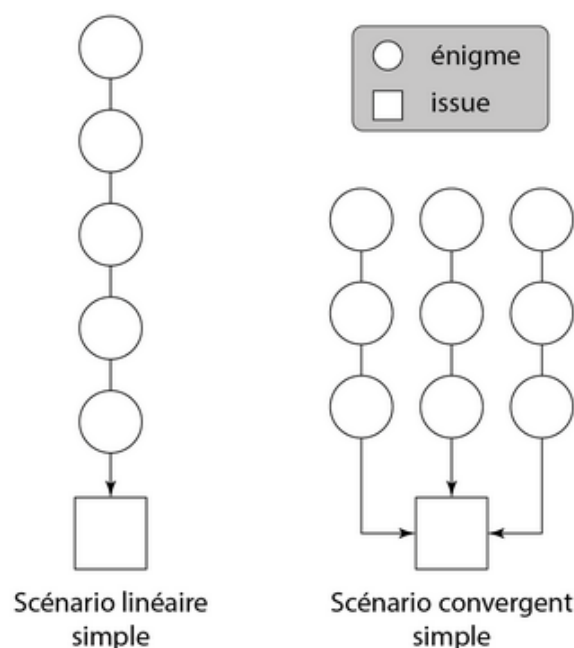 énigme
issue
Scénario linéaire
simple
Scénario convergent
simple